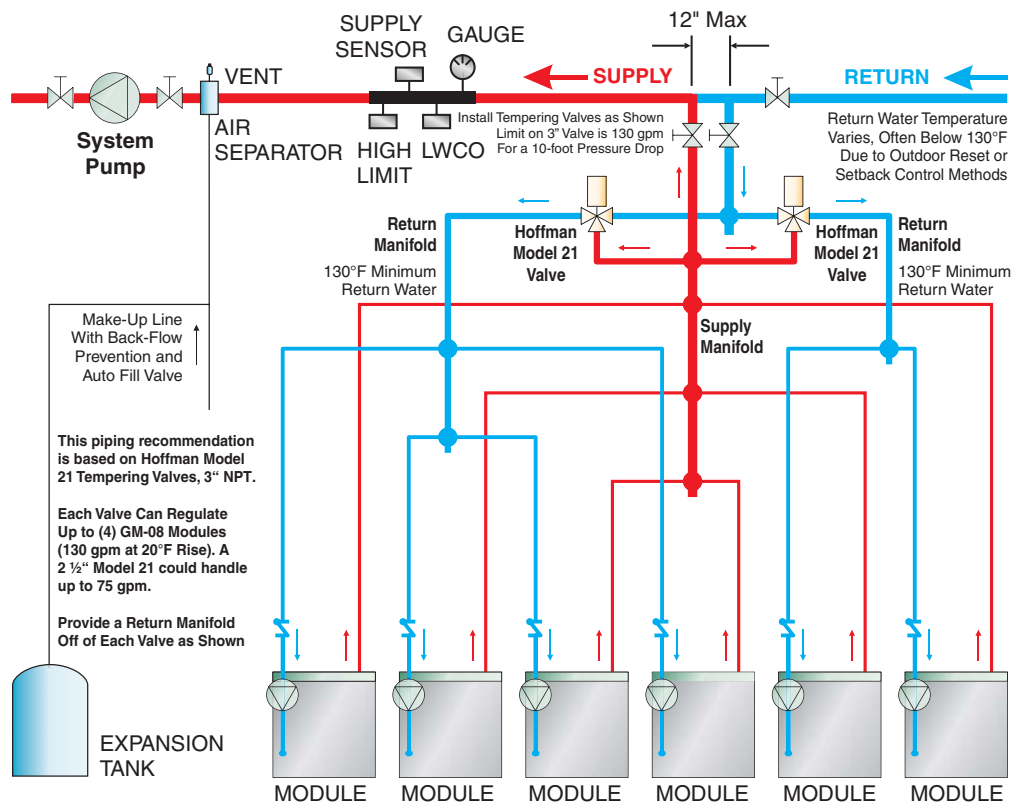 12" Max
SUPPLY
SENSOR
GAUGE
VENT
SUPPLY
RETURN
System
Pump
AIR
SEPARATOR
HIGH
LIMIT
LWCO
Install Tempering Valves as Shown
Limit on 3" Valve is 130 gpm
For a 10-foot Pressure Drop
Return Water Temperature
Varies, Often Below 130°F
Due to Outdoor Reset or
Setback Control Methods
Return
Manifold
130°F Minimum
Return Water
Hoffman
Model 21
Valve
Hoffman
Model 21
Valve
Return
Manifold
130°F Minimum
Return Water
Supply
Manifold
Make-Up Line
With Back-Flow
Prevention and
Auto Fill Valve
This piping recommendation
is based on Hoffman Model
21 Tempering Valves, 3“ NPT.
Each Valve Can Regulate
Up to (4) GM-08 Modules
(130 gpm at 20°F Rise). A
2 ½“ Model 21 could handle
up to 75 gpm.
Provide a Return Manifold
Off of Each Valve as Shown
EXPANSION
TANK
MODULE
MODULE
MODULE
MODULE
MODULE
MODULE